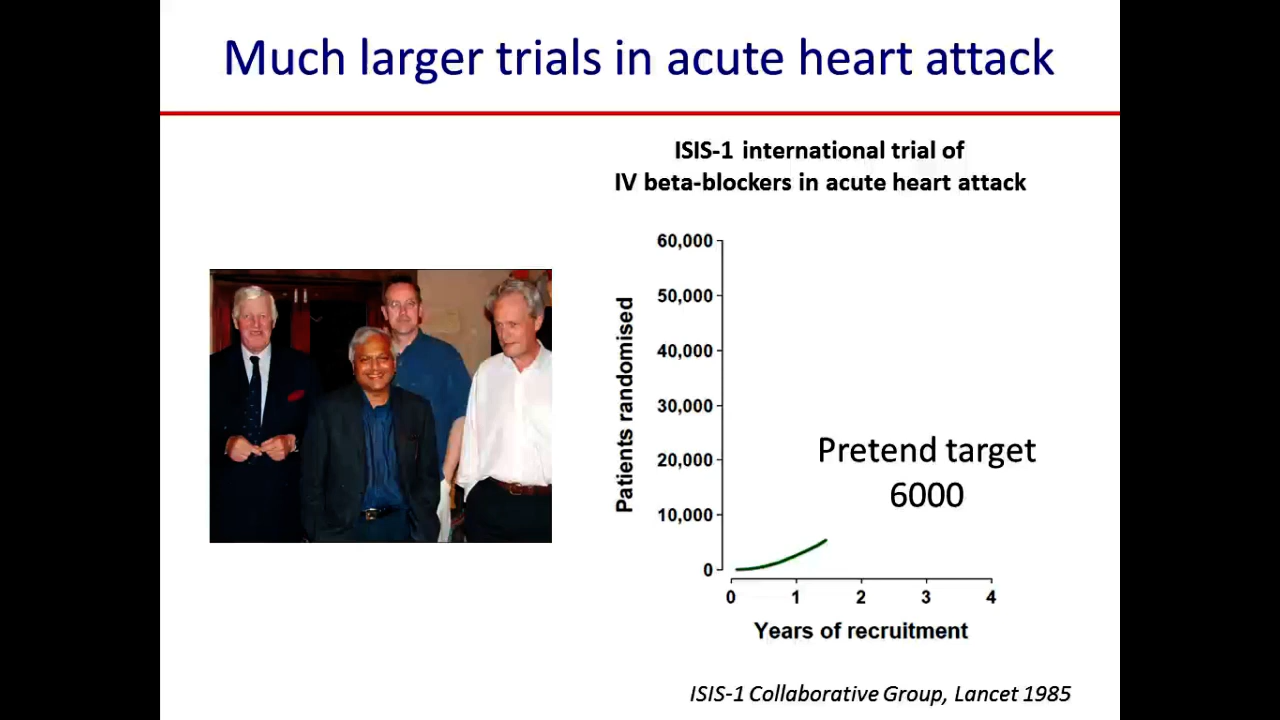 Much larger trials in acute heart attack
ISIS-1 international trial of
IV beta-blockers in acute heart attack
Patients randomised
60,000
50,000
40,000
30,000
20,000
10,000
0
Pretend target
6000
0 1 2 3 4
Years of recruitment
ISIS-1 Collaborative Group, Lancet 1985